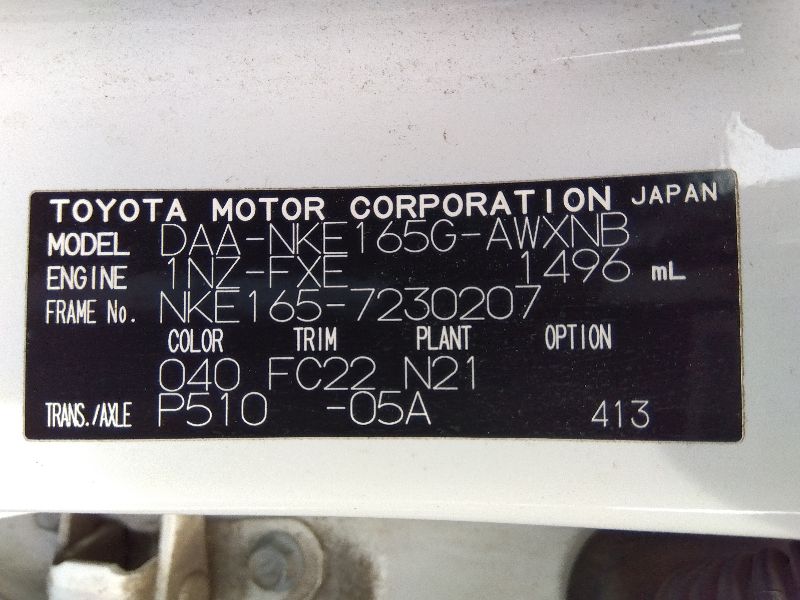 TOYOTA MOTOR CORPORATION JAPAN
MODEL DAA-NKE165G-AWXNB
ENGINE 1NZ-FXE 1496 mL
FRAME No. NKE165-7230207
COLOR TRIM PLANT OPTION
040 FC22 N21
TRANS./AXLE P510 -05A 413